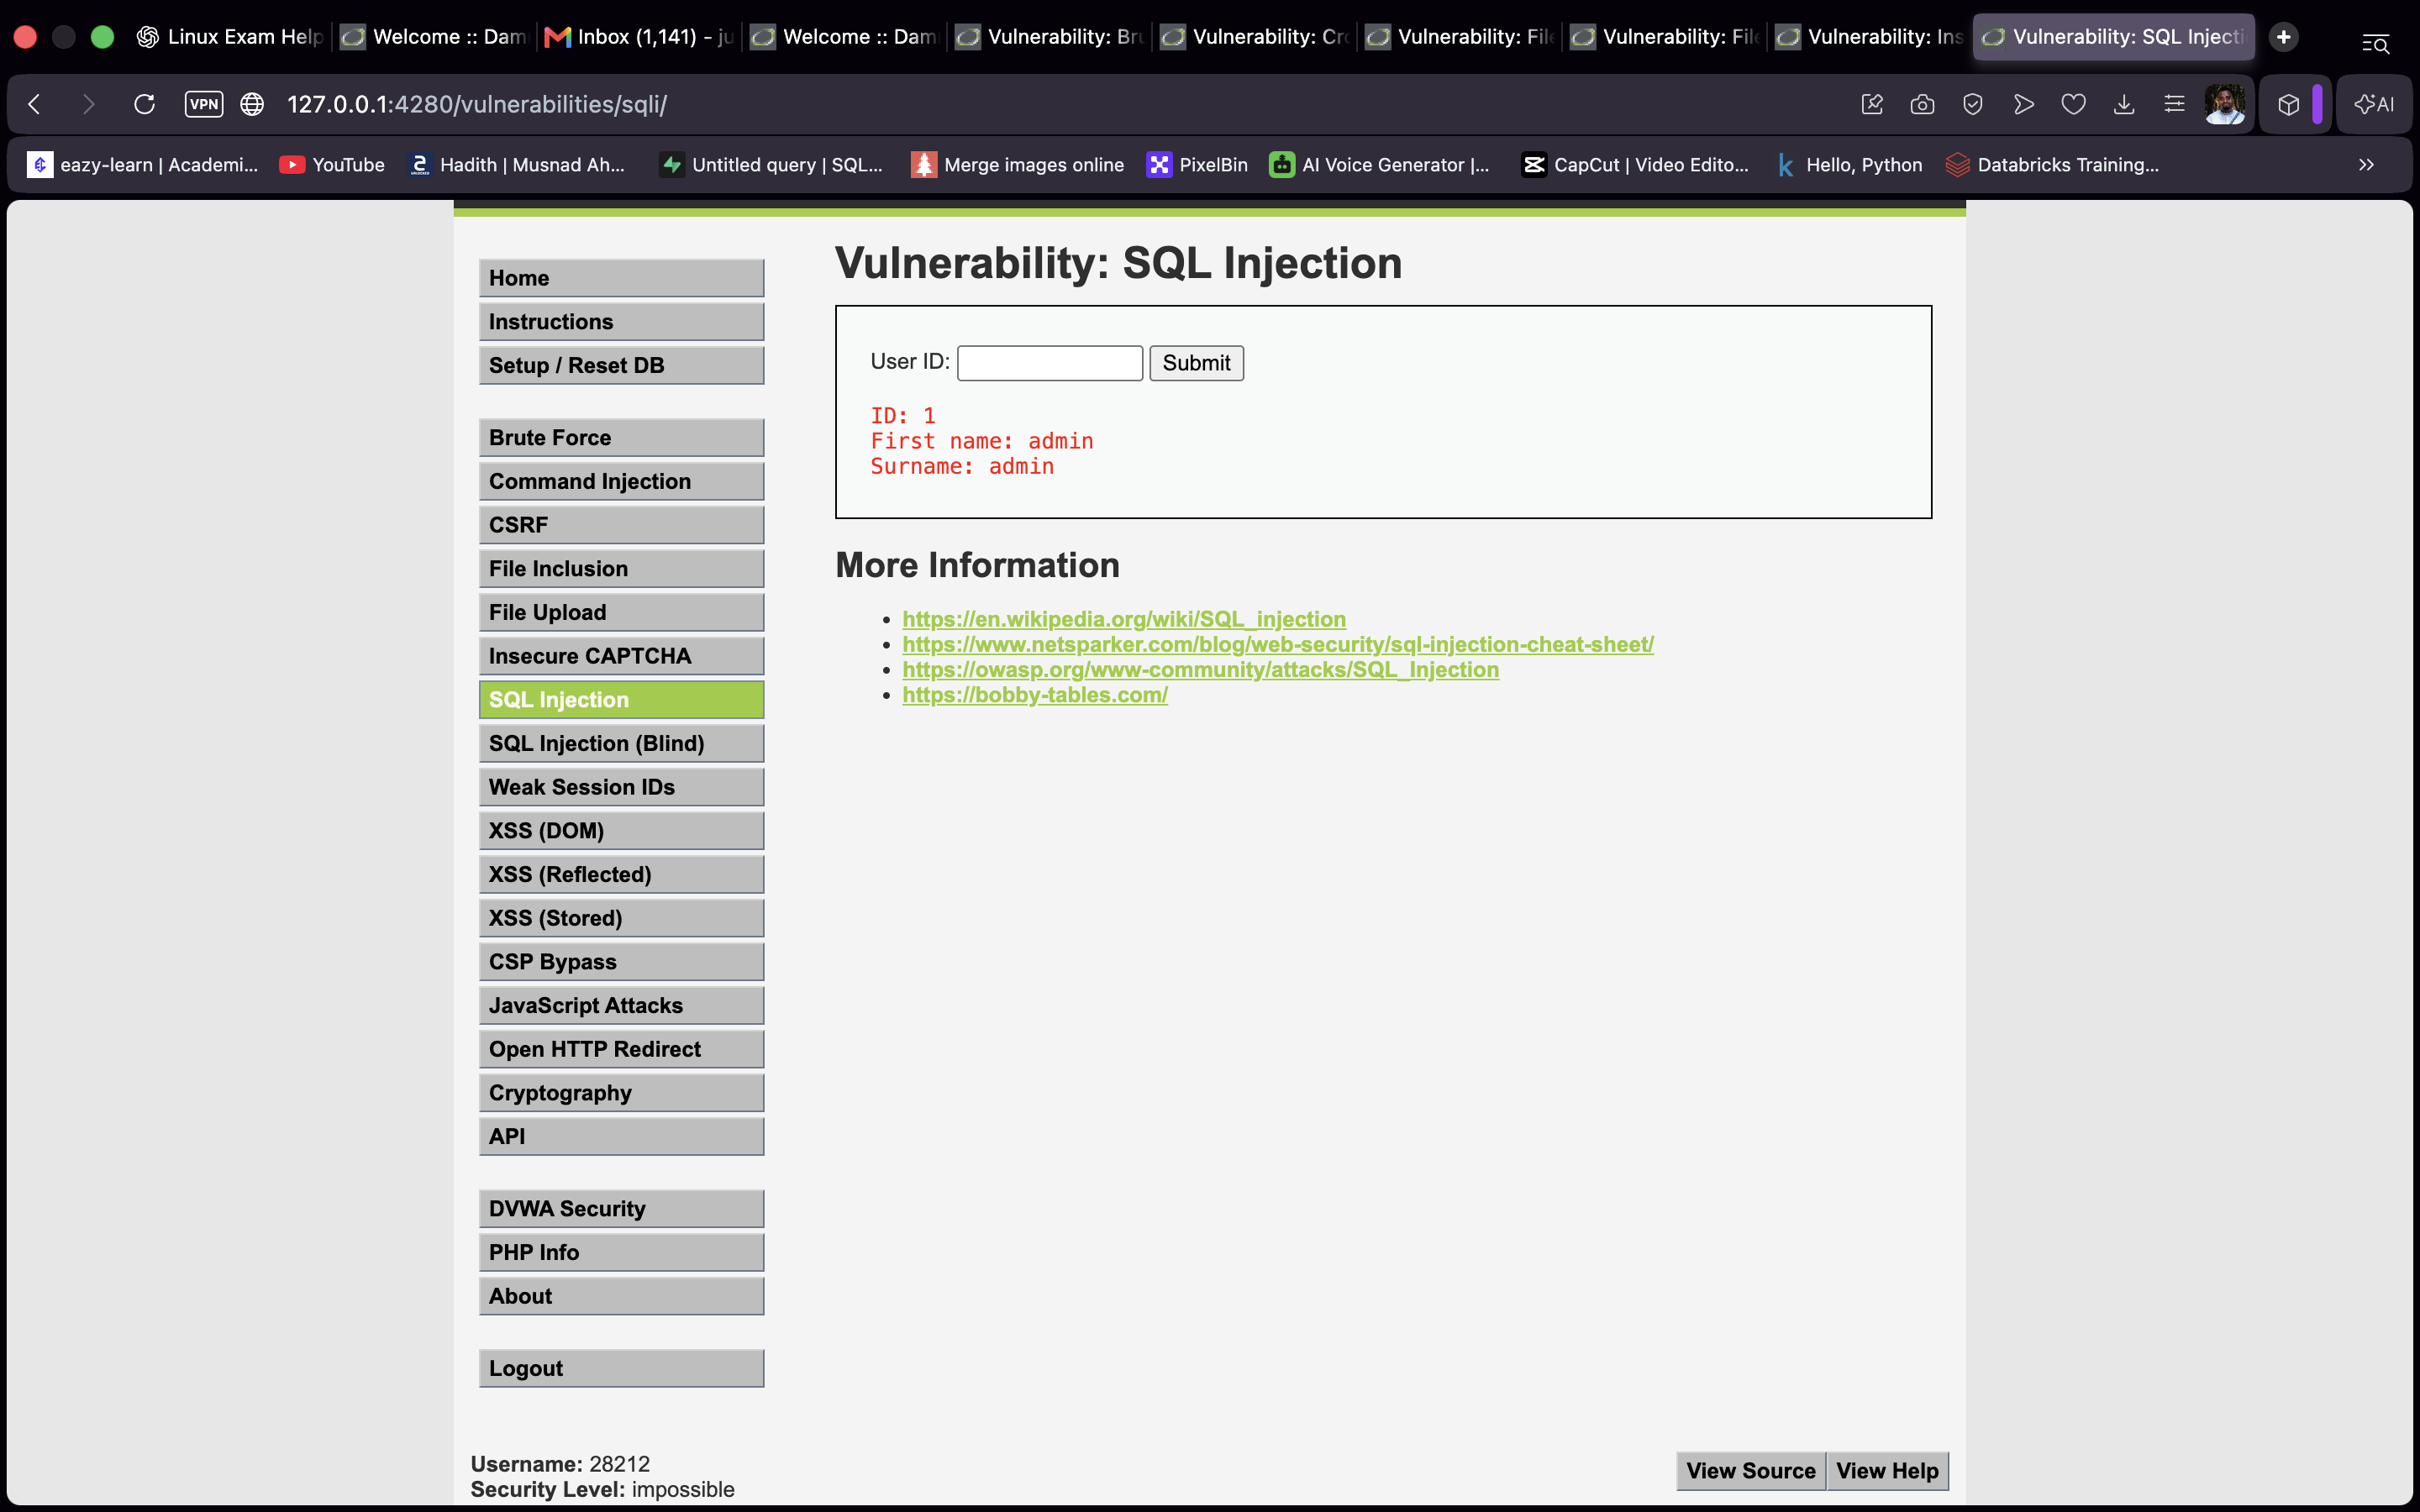 Linux Exam Help
Welcome :: Dam
Inbox (1,141) - ju
Welcome :: Dam
Vulnerability: Bru
Vulnerability: Cro
Vulnerability: File
Vulnerability: File
Vulnerability: Ins
Vulnerability: SQL Injecti
VPN
127.0.0.1:4280/vulnerabilities/sqli/
AI
eazy-learn | Academi...
YouTube
Hadith | Musnad Ah...
Untitled query | SQL...
Merge images online
PixelBin
AI Voice Generator |...
CapCut | Video Edito...
Hello, Python
Databricks Training...
Home
Instructions
Setup / Reset DB
Brute Force
Command Injection
CSRF
File Inclusion
File Upload
Insecure CAPTCHA
SQL Injection
SQL Injection (Blind)
Weak Session IDs
XSS (DOM)
XSS (Reflected)
XSS (Stored)
CSP Bypass
JavaScript Attacks
Open HTTP Redirect
Cryptography
API
DVWA Security
PHP Info
About
Logout
Vulnerability: SQL Injection
User ID:
Submit
ID: 1
First name: admin
Surname: admin
More Information
https://en.wikipedia.org/wiki/SQL_injection
https://www.netsparker.com/blog/web-security/sql-injection-cheat-sheet/
https://owasp.org/www-community/attacks/SQL_Injection
https://bobby-tables.com/
Username: 28212
Security Level: impossible
View Source
View Help